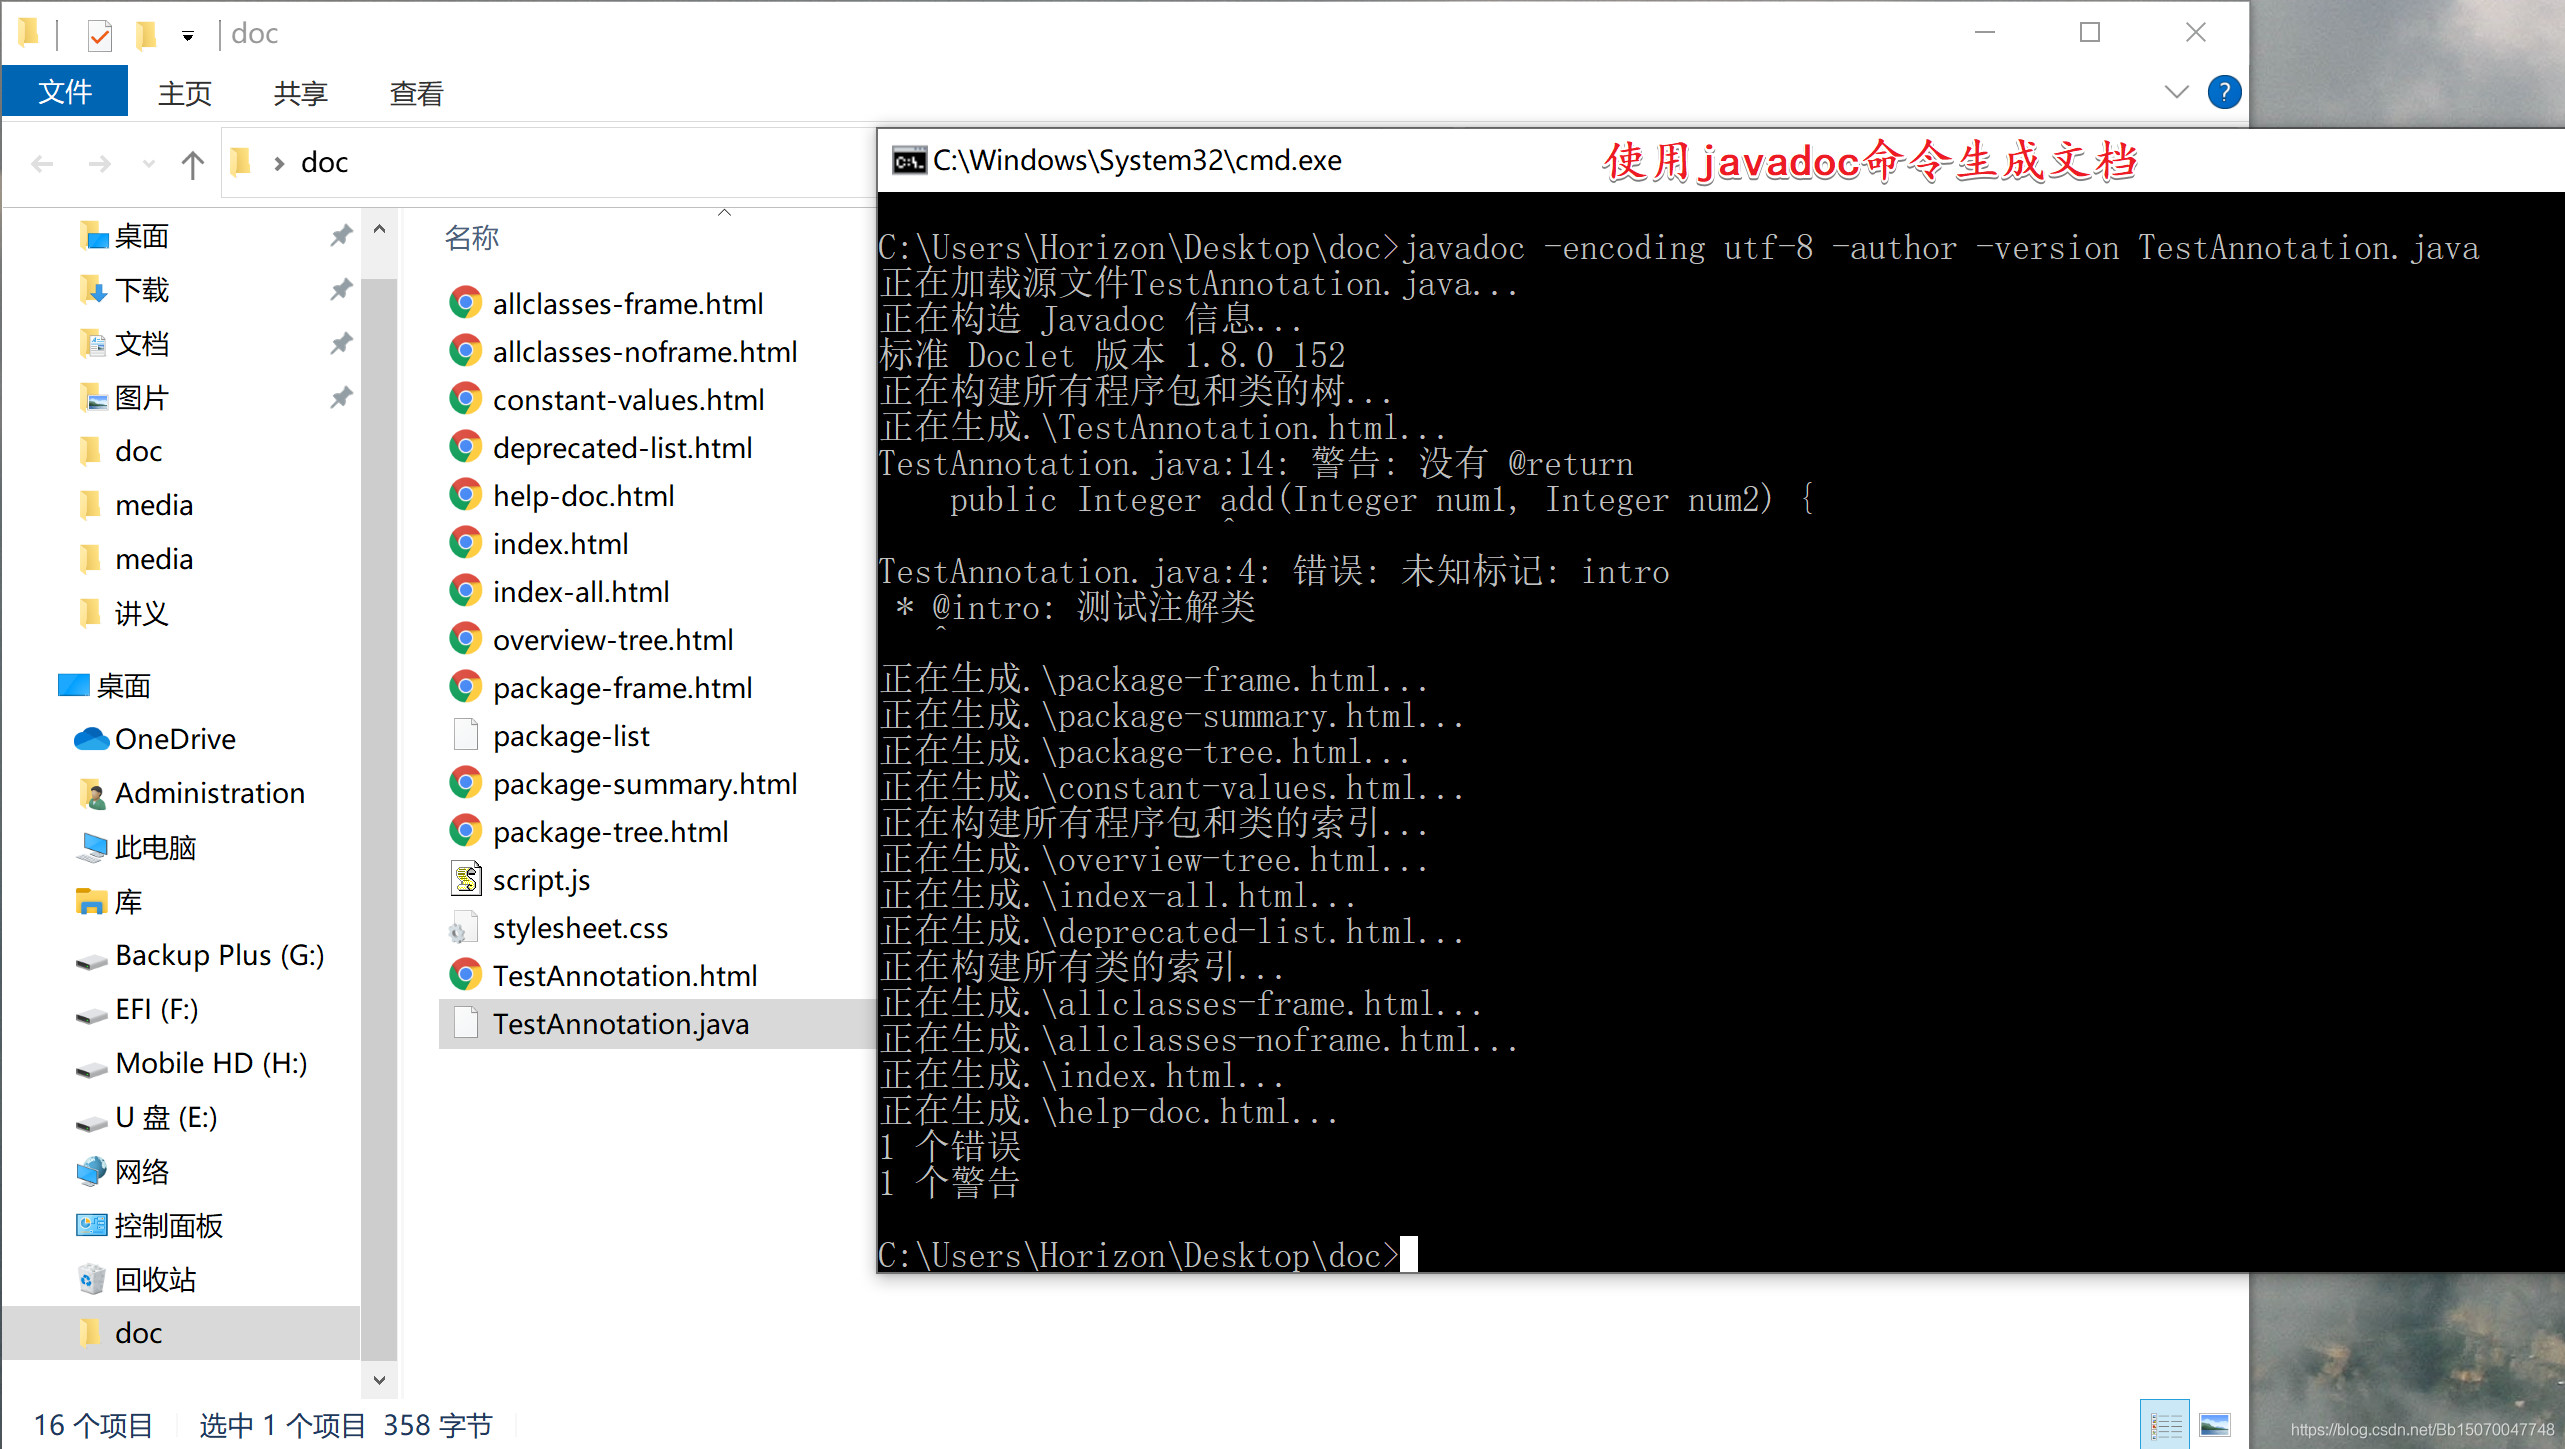 doc
文件 主页 共享 查看
doc
桌面
下载
文档
图片
doc
media
media
讲义
桌面
OneDrive
Administration
此电脑
库
Backup Plus (G:)
EFI (F:)
Mobile HD (H:)
U 盘 (E:)
网络
控制面板
回收站
doc
名称
allclasses-frame.html
allclasses-noframe.html
constant-values.html
deprecated-list.html
help-doc.html
index.html
index-all.html
overview-tree.html
package-frame.html
package-list
package-summary.html
package-tree.html
script.js
stylesheet.css
TestAnnotation.html
TestAnnotation.java
16 个项目 选中 1 个项目 358 字节
C:\Windows\System32\cmd.exe
使用javadoc命令生成文档
C:\Users\Horizon\Desktop\doc>javadoc -encoding utf-8 -author -version TestAnnotation.java
正在加载源文件TestAnnotation.java...
正在构造 Javadoc 信息...
标准 Doclet 版本 1.8.0_152
正在构建所有程序包和类的树...
正在生成.\TestAnnotation.html...
TestAnnotation.java:14: 警告: 没有 @return
public Integer add(Integer num1, Integer num2) {
^
TestAnnotation.java:4: 错误: 未知标记: intro
* @intro: 测试注解类
^
正在生成.\package-frame.html...
正在生成.\package-summary.html...
正在生成.\package-tree.html...
正在生成.\constant-values.html...
正在构建所有程序包和类的索引...
正在生成.\overview-tree.html...
正在生成.\index-all.html...
正在生成.\deprecated-list.html...
正在构建所有类的索引...
正在生成.\allclasses-frame.html...
正在生成.\allclasses-noframe.html...
正在生成.\index.html...
正在生成.\help-doc.html...
1 个错误
1 个警告
C:\Users\Horizon\Desktop\doc>
https://blog.csdn.net/Bb15070047748